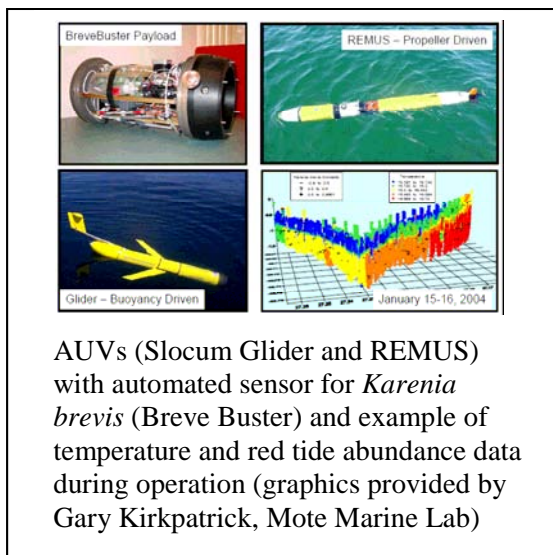 BreveBuster Payload
REMUS – Propeller Driven
Glider – Buoyancy Driven
Temperature
January 15-16, 2004
AUVs (Slocum Glider and REMUS)
with automated sensor for Karenia
brevis (Breve Buster) and example of
temperature and red tide abundance data
during operation (graphics provided by
Gary Kirkpatrick, Mote Marine Lab)